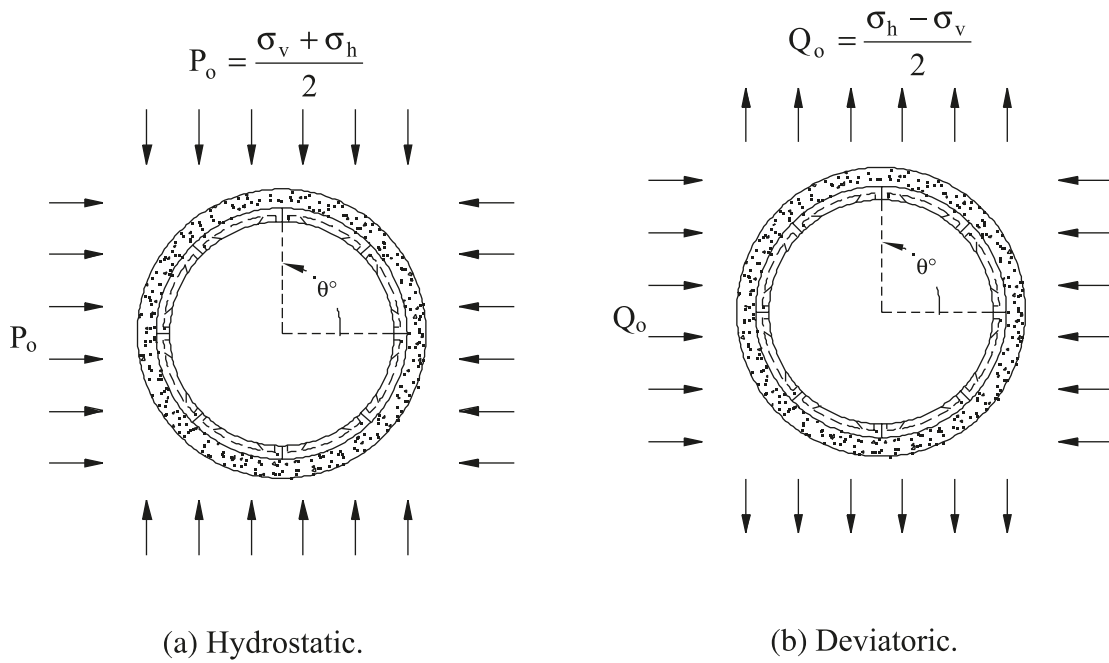 P_o = (σ_v + σ_h) / 2
P_o
θ°
(a) Hydrostatic.
Q_o = (σ_h − σ_v) / 2
Q_o
θ°
(b) Deviatoric.